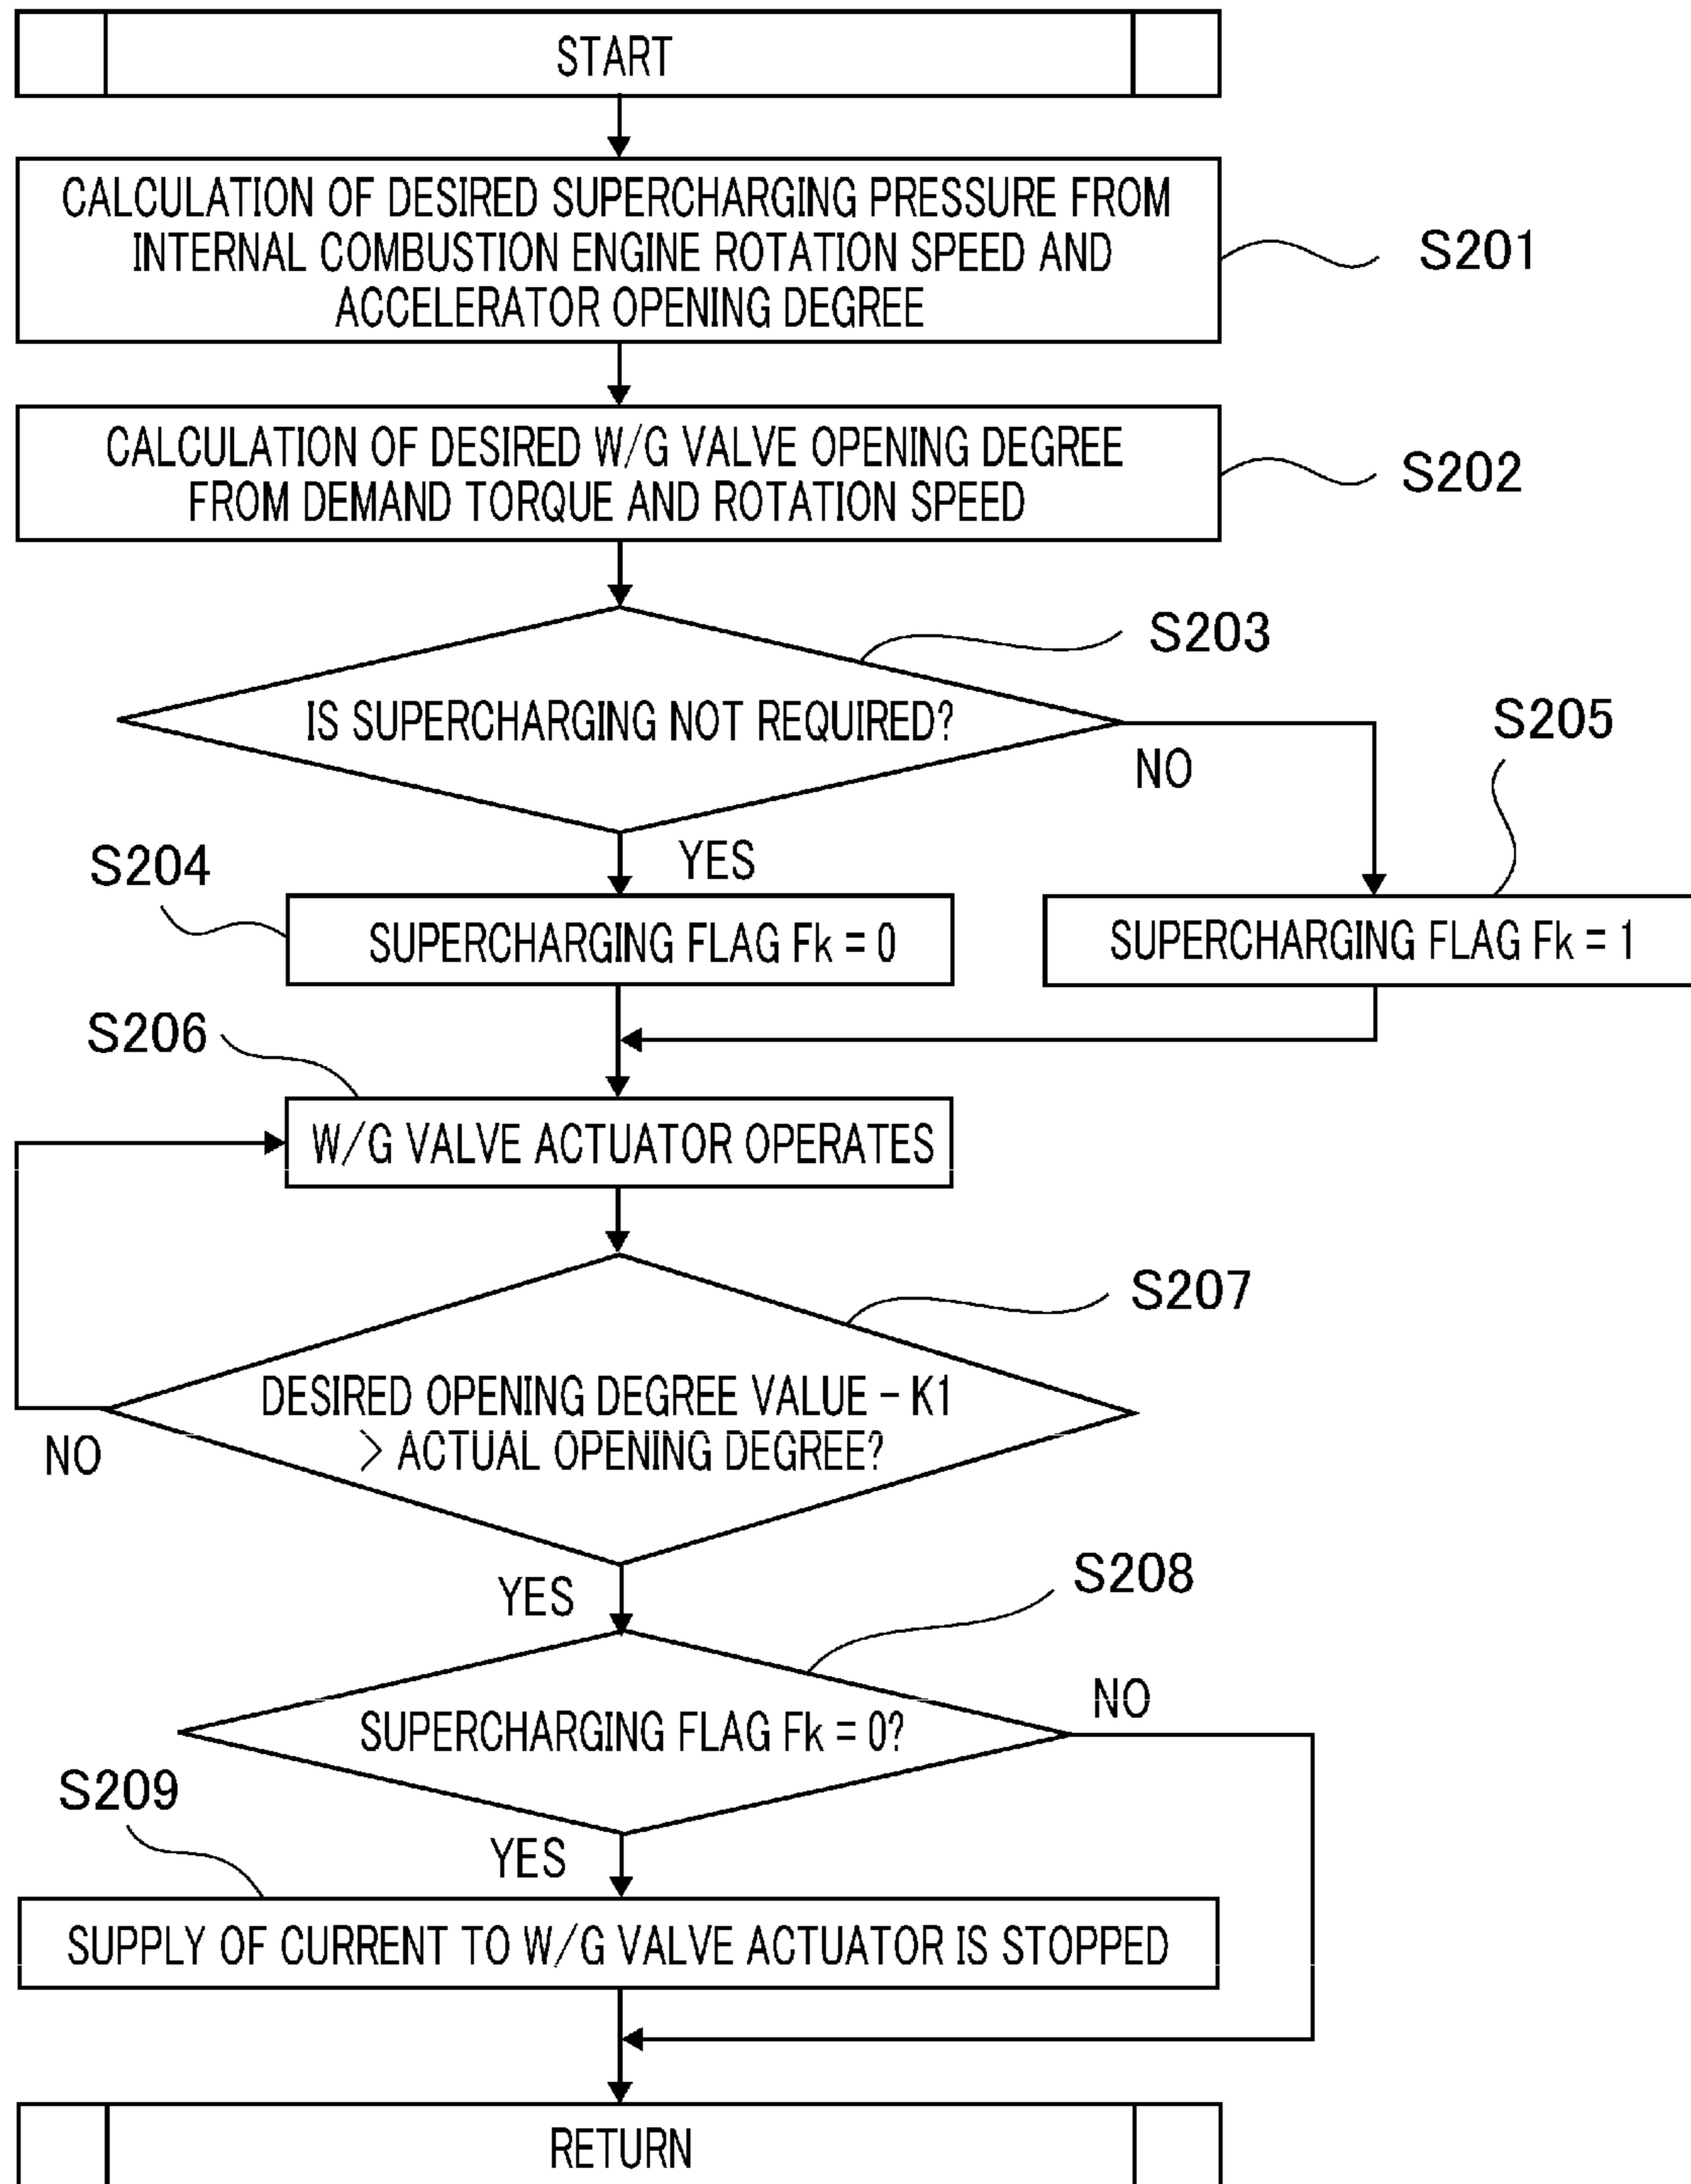 START
CALCULATION OF DESIRED SUPERCHARGING PRESSURE FROM
INTERNAL COMBUSTION ENGINE ROTATION SPEED AND
ACCELERATOR OPENING DEGREE
S201
CALCULATION OF DESIRED W/G VALVE OPENING DEGREE
FROM DEMAND TORQUE AND ROTATION SPEED
S202
S203
IS SUPERCHARGING NOT REQUIRED?
NO
S205
YES
S204
SUPERCHARGING FLAG Fk = 0
SUPERCHARGING FLAG Fk = 1
S206
W/G VALVE ACTUATOR OPERATES
S207
DESIRED OPENING DEGREE VALUE - K1
> ACTUAL OPENING DEGREE?
NO
YES
S208
SUPERCHARGING FLAG Fk = 0?
NO
S209
YES
SUPPLY OF CURRENT TO W/G VALVE ACTUATOR IS STOPPED
RETURN